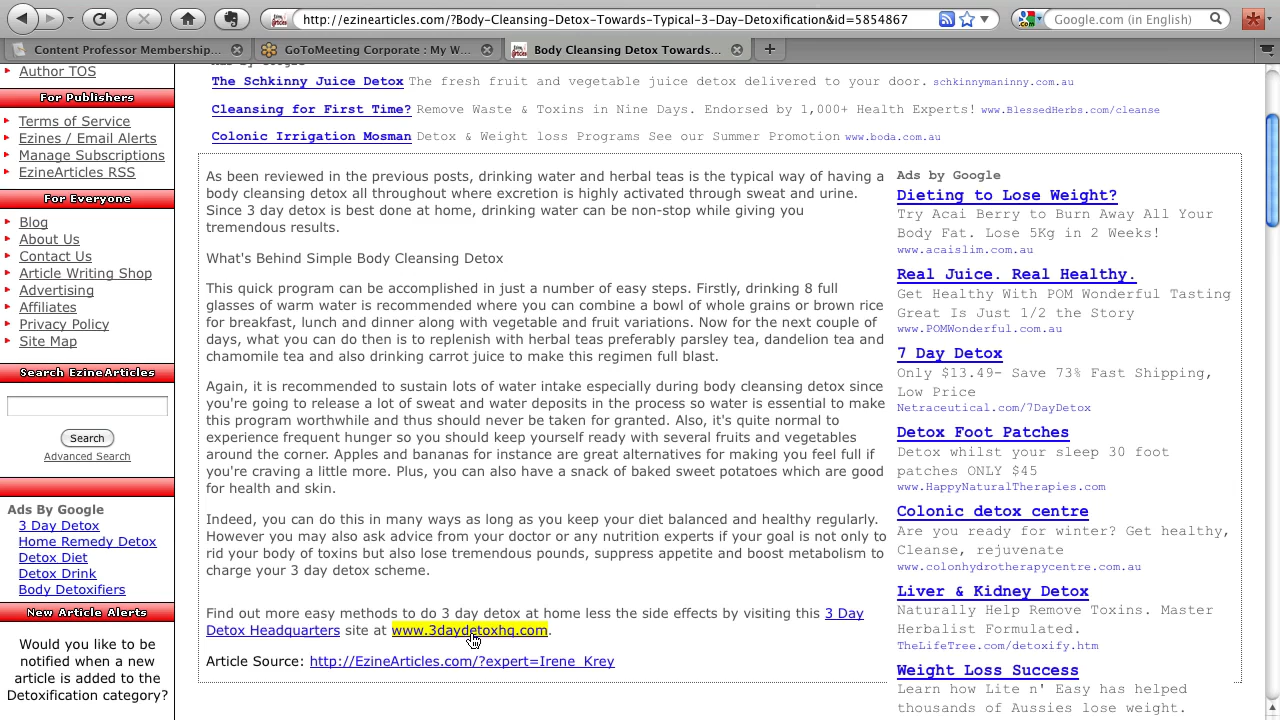 http://ezinearticles.com/?Body-Cleansing-Detox-Towards-Typical-3-Day-Detoxification&id=5854867
Google.com (in English)
Content Professor Membership...
GoToMeeting Corporate : My W...
Body Cleansing Detox Towards...
Author TOS
For Publishers
Terms of Service
Ezines / Email Alerts
Manage Subscriptions
EzineArticles RSS
For Everyone
Blog
About Us
Contact Us
Article Writing Shop
Advertising
Affiliates
Privacy Policy
Site Map
Search EzineArticles
Search
Advanced Search
Ads By Google
3 Day Detox
Home Remedy Detox
Detox Diet
Detox Drink
Body Detoxifiers
New Article Alerts
Would you like to
be notified when a new
article is added to the
Detoxification category?
The Schkinny Juice Detox The fresh fruit and vegetable juice detox delivered to your door. schkinnymaninny.com.au
Cleansing for First Time? Remove Waste & Toxins in Nine Days. Endorsed by 1,000+ Health Experts! www.BlessedHerbs.com/cleanse
Colonic Irrigation Mosman Detox & Weight loss Programs See our Summer Promotion www.boda.com.au
As been reviewed in the previous posts, drinking water and herbal teas is the typical way of having a
body cleansing detox all throughout where excretion is highly activated through sweat and urine.
Since 3 day detox is best done at home, drinking water can be non-stop while giving you
tremendous results.
What's Behind Simple Body Cleansing Detox
This quick program can be accomplished in just a number of easy steps. Firstly, drinking 8 full
glasses of warm water is recommended where you can combine a bowl of whole grains or brown rice
for breakfast, lunch and dinner along with vegetable and fruit variations. Now for the next couple of
days, what you can do then is to replenish with herbal teas preferably parsley tea, dandelion tea and
chamomile tea and also drinking carrot juice to make this regimen full blast.
Again, it is recommended to sustain lots of water intake especially during body cleansing detox since
you're going to release a lot of sweat and water deposits in the process so water is essential to make
this program worthwhile and thus should never be taken for granted. Also, it's quite normal to
experience frequent hunger so you should keep yourself ready with several fruits and vegetables
around the corner. Apples and bananas for instance are great alternatives for making you feel full if
you're craving a little more. Plus, you can also have a snack of baked sweet potatoes which are good
for health and skin.
Indeed, you can do this in many ways as long as you keep your diet balanced and healthy regularly.
However you may also ask advice from your doctor or any nutrition experts if your goal is not only to
rid your body of toxins but also lose tremendous pounds, suppress appetite and boost metabolism to
charge your 3 day detox scheme.
Find out more easy methods to do 3 day detox at home less the side effects by visiting this 3 Day
Detox Headquarters site at www.3daydetoxhq.com.
Article Source: http://EzineArticles.com/?expert=Irene_Krey
Ads by Google
Dieting to Lose Weight?
Try Acai Berry to Burn Away All Your
Body Fat. Lose 5Kg in 2 Weeks!
www.acaislim.com.au
Real Juice. Real Healthy.
Get Healthy With POM Wonderful Tasting
Great Is Just 1/2 the Story
www.POMWonderful.com.au
7 Day Detox
Only $13.49- Save 73% Fast Shipping,
Low Price
Netraceutical.com/7DayDetox
Detox Foot Patches
Detox whilst your sleep 30 foot
patches ONLY $45
www.HappyNaturalTherapies.com
Colonic detox centre
Are you ready for winter? Get healthy,
Cleanse, rejuvenate
www.colonhydrotherapycentre.com.au
Liver & Kidney Detox
Naturally Help Remove Toxins. Master
Herbalist Formulated.
TheLifeTree.com/detoxify.htm
Weight Loss Success
Learn how Lite n' Easy has helped
thousands of Aussies lose weight.